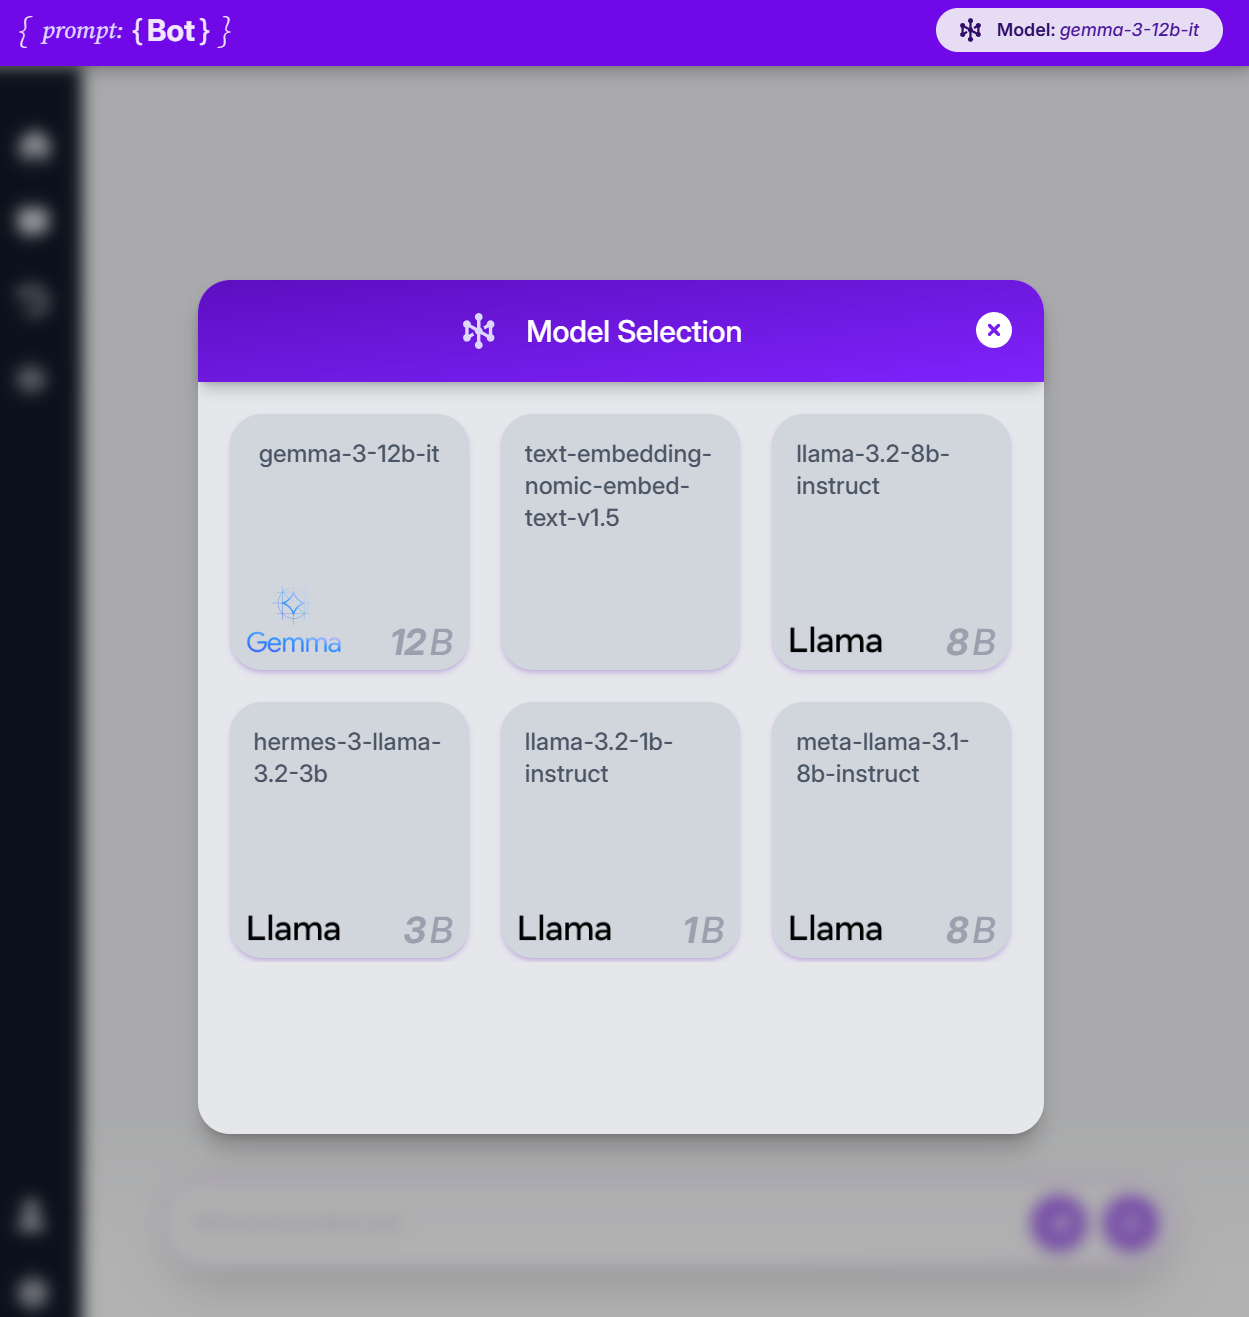 { prompt: {Bot} }
Model: gemma-3-12b-it
Model Selection
gemma-3-12b-it
Gemma
12B
text-embedding-
nomic-embed-
text-v1.5
llama-3.2-8b-
instruct
Llama
8B
hermes-3-llama-
3.2-3b
Llama
3B
llama-3.2-1b-
instruct
Llama
1B
meta-llama-3.1-
8b-instruct
Llama
8B